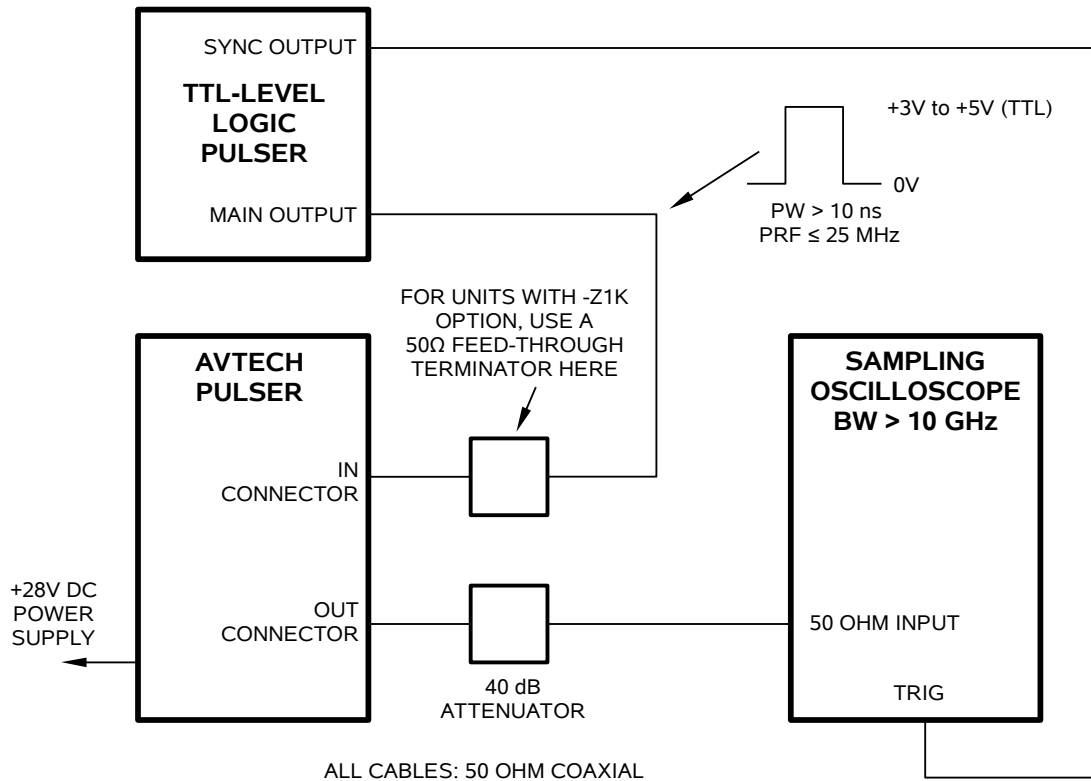 SYNC OUTPUT
TTL-LEVEL
LOGIC
PULSER
MAIN OUTPUT
+3V to +5V (TTL)
0V
PW > 10 ns
PRF ≤ 25 MHz
FOR UNITS WITH -Z1K
OPTION, USE A
50Ω FEED-THROUGH
TERMINATOR HERE
AVTECH
PULSER
IN
CONNECTOR
OUT
CONNECTOR
+28V DC
POWER
SUPPLY
40 dB
ATTENUATOR
SAMPLING
OSCILLOSCOPE
BW > 10 GHz
50 OHM INPUT
TRIG
ALL CABLES: 50 OHM COAXIAL